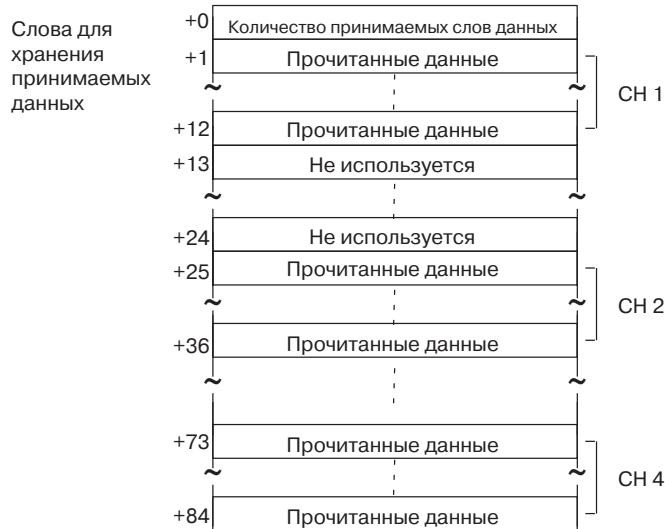 Слова для
хранения
принимаемых
данных
+0 Количество принимаемых слов данных
+1 Прочитанные данные
CH 1
+12 Прочитанные данные
+13 Не используется
+24 Не используется
+25 Прочитанные данные
CH 2
+36 Прочитанные данные
+73 Прочитанные данные
CH 4
+84 Прочитанные данные